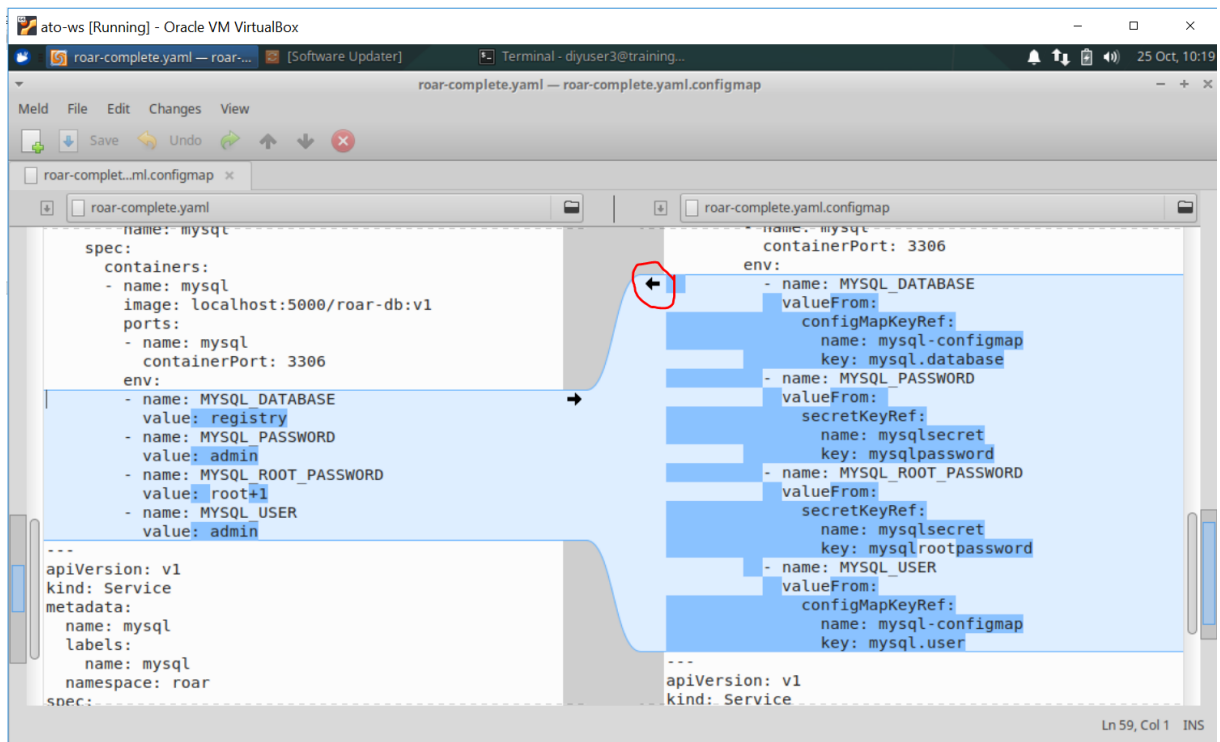 ato-ws [Running] - Oracle VM VirtualBox
roar-complete.yaml — roar-... [Software Updater] Terminal - diyuser3@training... 25 Oct, 10:19
roar-complete.yaml — roar-complete.yaml.configmap
Meld File Edit Changes View
Save Undo
roar-complet...ml.configmap
roar-complete.yaml
name: mysql
spec:
containers:
- name: mysql
image: localhost:5000/roar-db:v1
ports:
- name: mysql
containerPort: 3306
env:
- name: MYSQL_DATABASE
value: registry
- name: MYSQL_PASSWORD
value: admin
- name: MYSQL_ROOT_PASSWORD
value: root+1
- name: MYSQL_USER
value: admin
---
apiVersion: v1
kind: Service
metadata:
name: mysql
labels:
name: mysql
namespace: roar
spec:
roar-complete.yaml.configmap
- name: mysql
containerPort: 3306
env:
- name: MYSQL_DATABASE
valueFrom:
configMapKeyRef:
name: mysql-configmap
key: mysql.database
- name: MYSQL_PASSWORD
valueFrom:
secretKeyRef:
name: mysqlsecret
key: mysqlpassword
- name: MYSQL_ROOT_PASSWORD
valueFrom:
secretKeyRef:
name: mysqlsecret
key: mysqlrootpassword
- name: MYSQL_USER
valueFrom:
configMapKeyRef:
name: mysql-configmap
key: mysql.user
---
apiVersion: v1
kind: Service
Ln 59, Col 1 INS